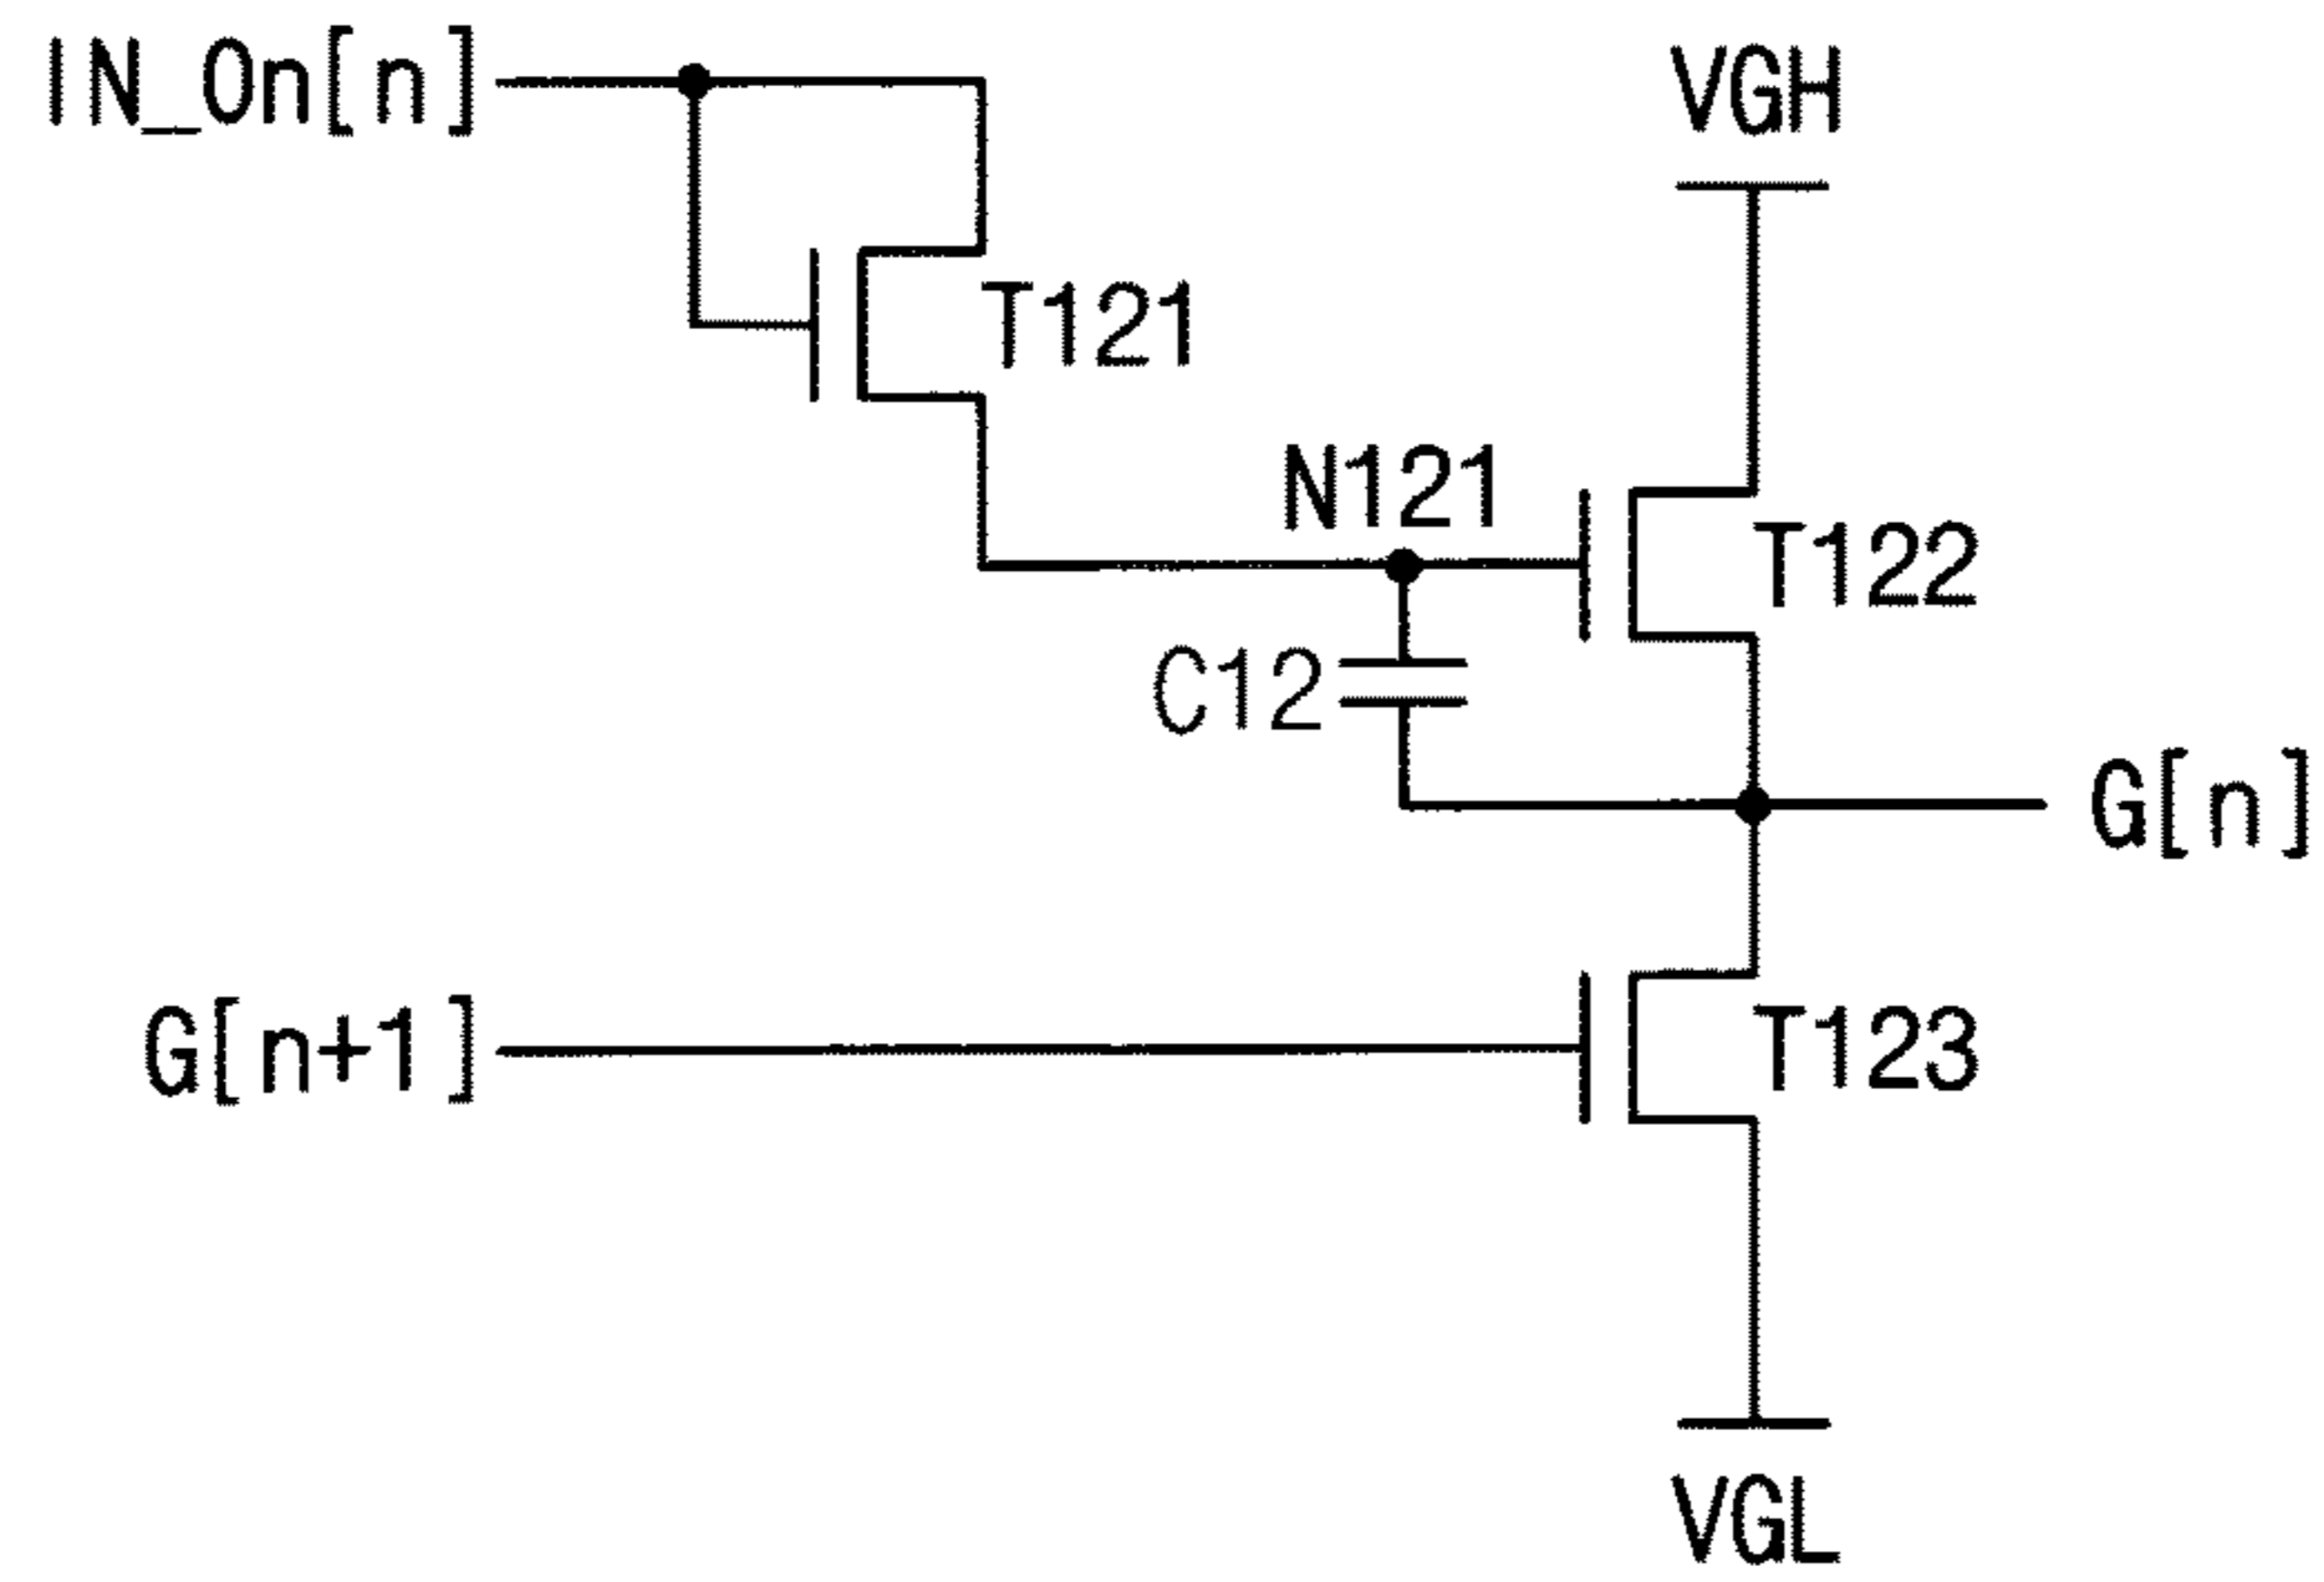 IN_On[n]
VGH
T121
N121
T122
C12
G[n]
G[n+1]
T123
VGL